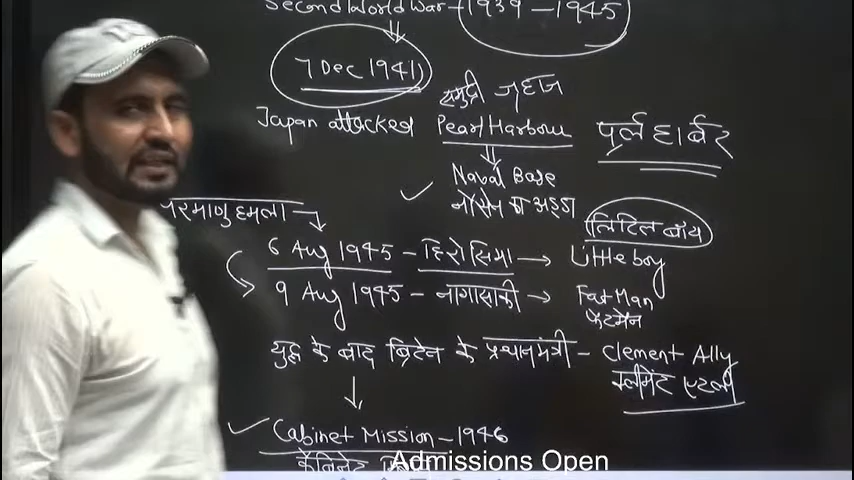 Second World War - 1939 - 1945
7 Dec 1941
समुद्री जहाज
Japan attacked Pearl Harbour पर्ल हार्बर
Naval Base
नौसेना का अड्डा
परमाणु हमला
लिटिल बॉय
6 Aug 1945 - हिरोसिमा → Little boy
9 Aug 1945 - नागासाकी → Fat Man
फैटमैन
युद्ध के बाद ब्रिटेन के प्रधानमंत्री - Clement Ally
क्लीमेंट एटली
Cabinet Mission - 1946
कैबिनेट
Admissions Open